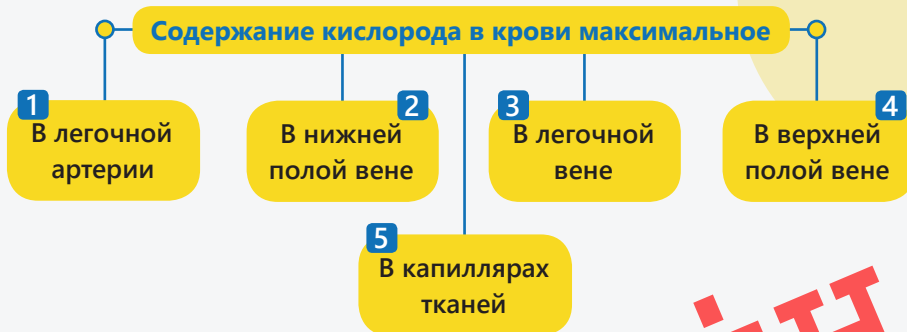 Содержание кислорода в крови максимальное
1
В легочной
артерии
2
В нижней
полой вене
3
В легочной
вене
4
В верхней
полой вене
5
В капиллярах
тканей